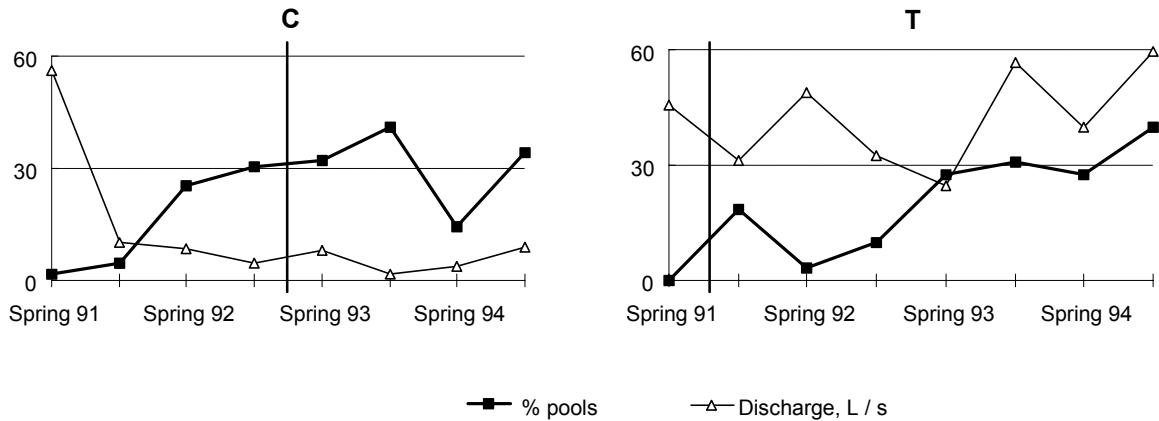 C
60
30
0
Spring 91 Spring 92 Spring 93 Spring 94
T
60
30
0
Spring 91 Spring 92 Spring 93 Spring 94
% pools Discharge, L / s